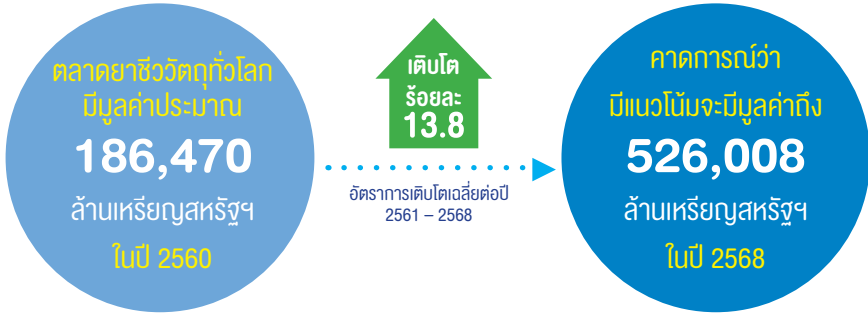 ตลาดยาชีววัตถุทั่วโลก
มีมูลค่าประมาณ
186,470
ล้านเหรียญสหรัฐฯ
ในปี 2560
เติบโต
ร้อยละ
13.8
อัตราการเติบโตเฉลี่ยต่อปี
2561 – 2568
คาดการณ์ว่า
มีแนวโน้มจะมีมูลค่าถึง
526,008
ล้านเหรียญสหรัฐฯ
ในปี 2568